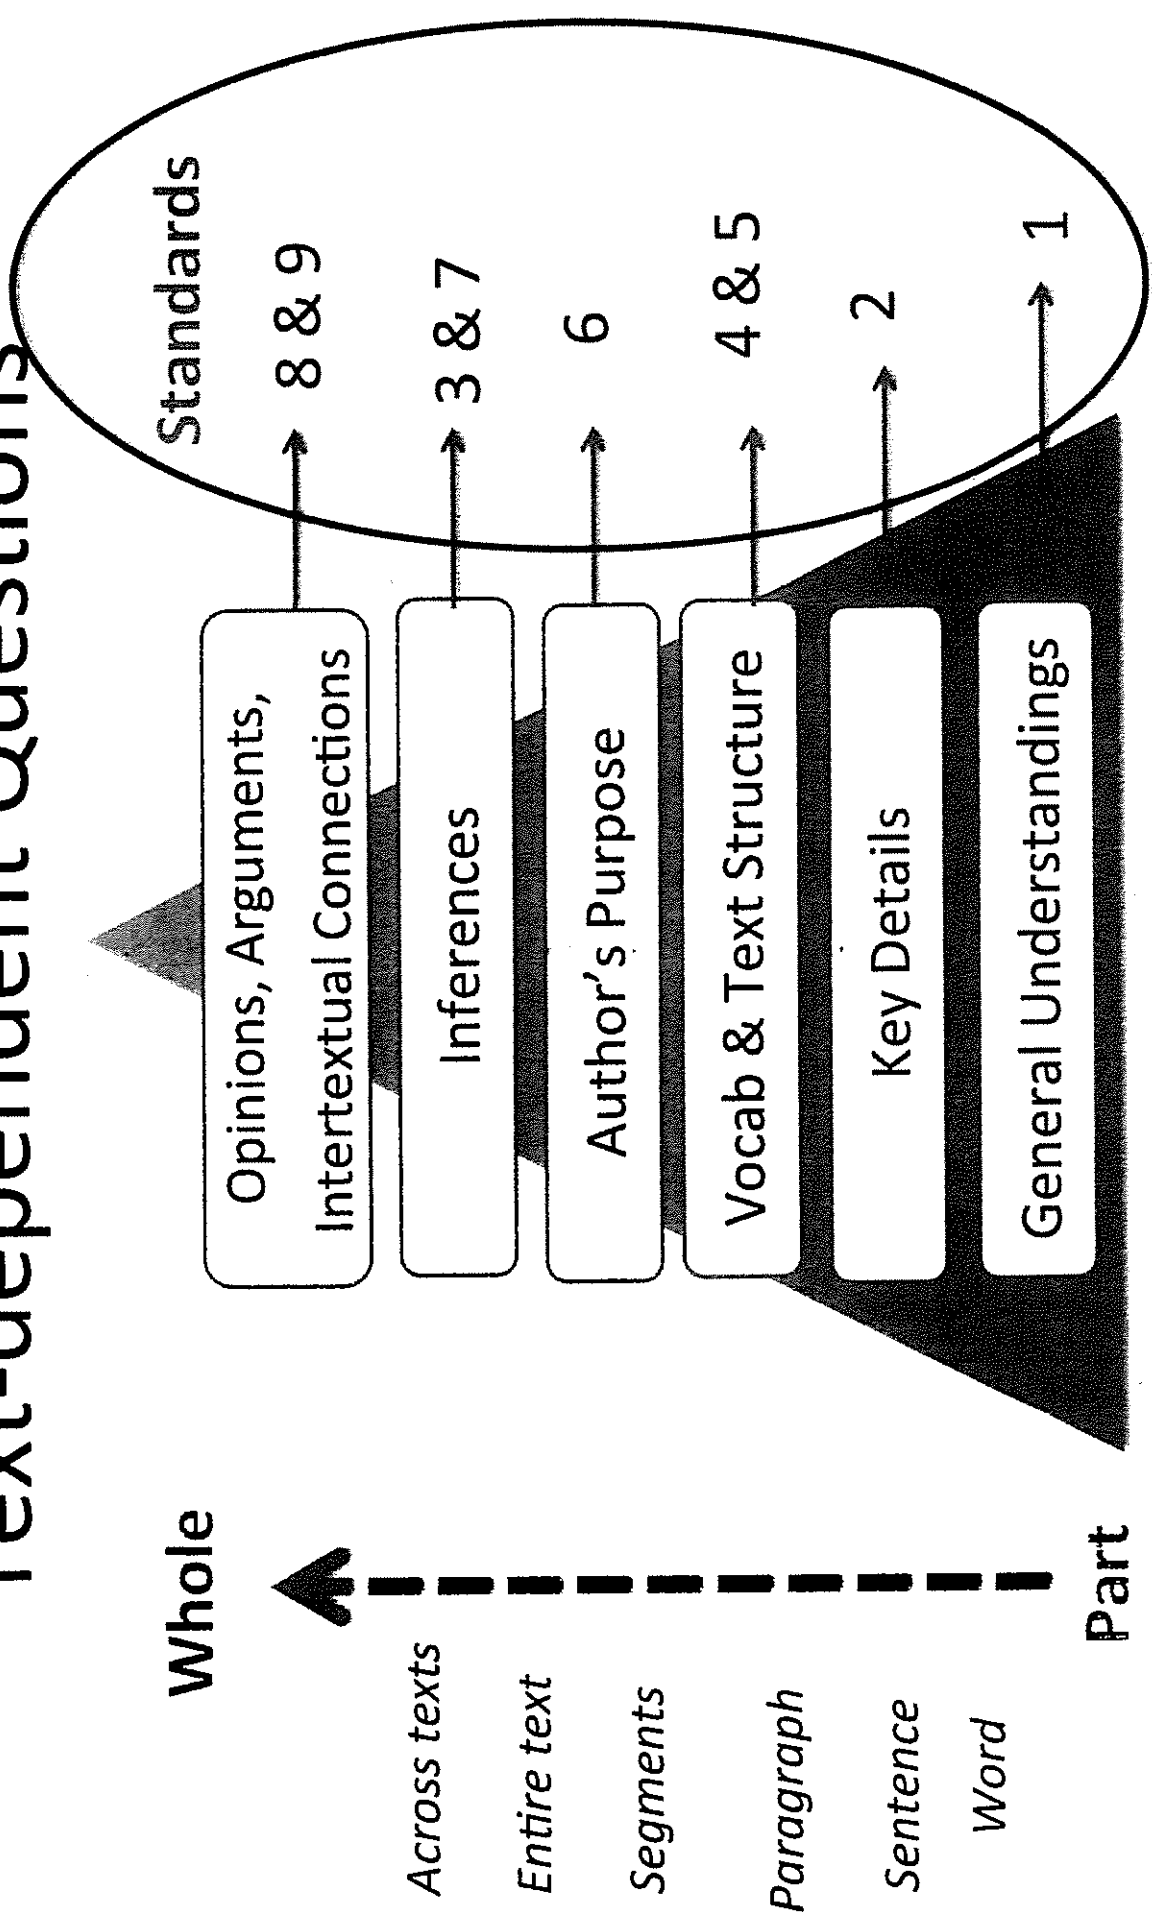 Text-dependent Questions
Standards
Whole
Opinions, Arguments,
Intertextual Connections
8 & 9
Across texts
Inferences
3 & 7
Entire text
Author's Purpose
6
Segments
Vocab & Text Structure
4 & 5
Paragraph
Key Details
2
Sentence
General Understandings
1
Word
Part